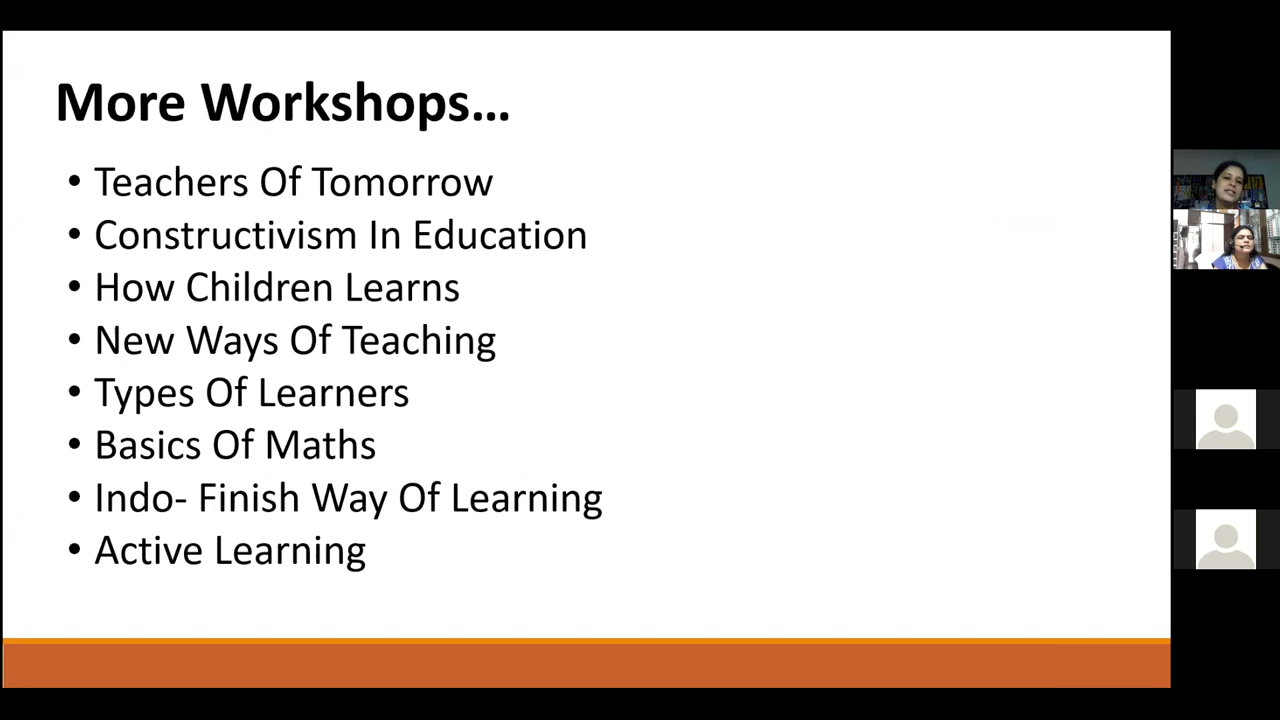 More Workshops...
• Teachers Of Tomorrow
• Constructivism In Education
• How Children Learns
• New Ways Of Teaching
• Types Of Learners
• Basics Of Maths
• Indo- Finish Way Of Learning
• Active Learning